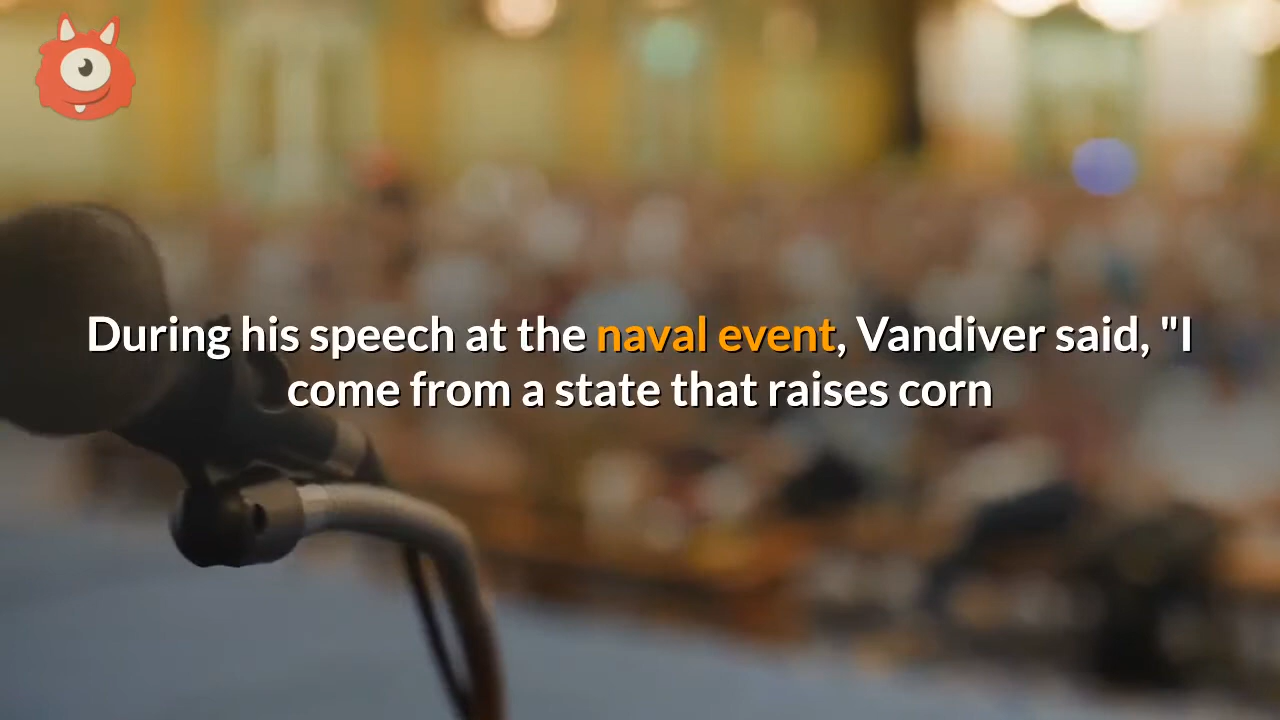 During his speech at the naval event, Vandiver said, "I
come from a state that raises corn